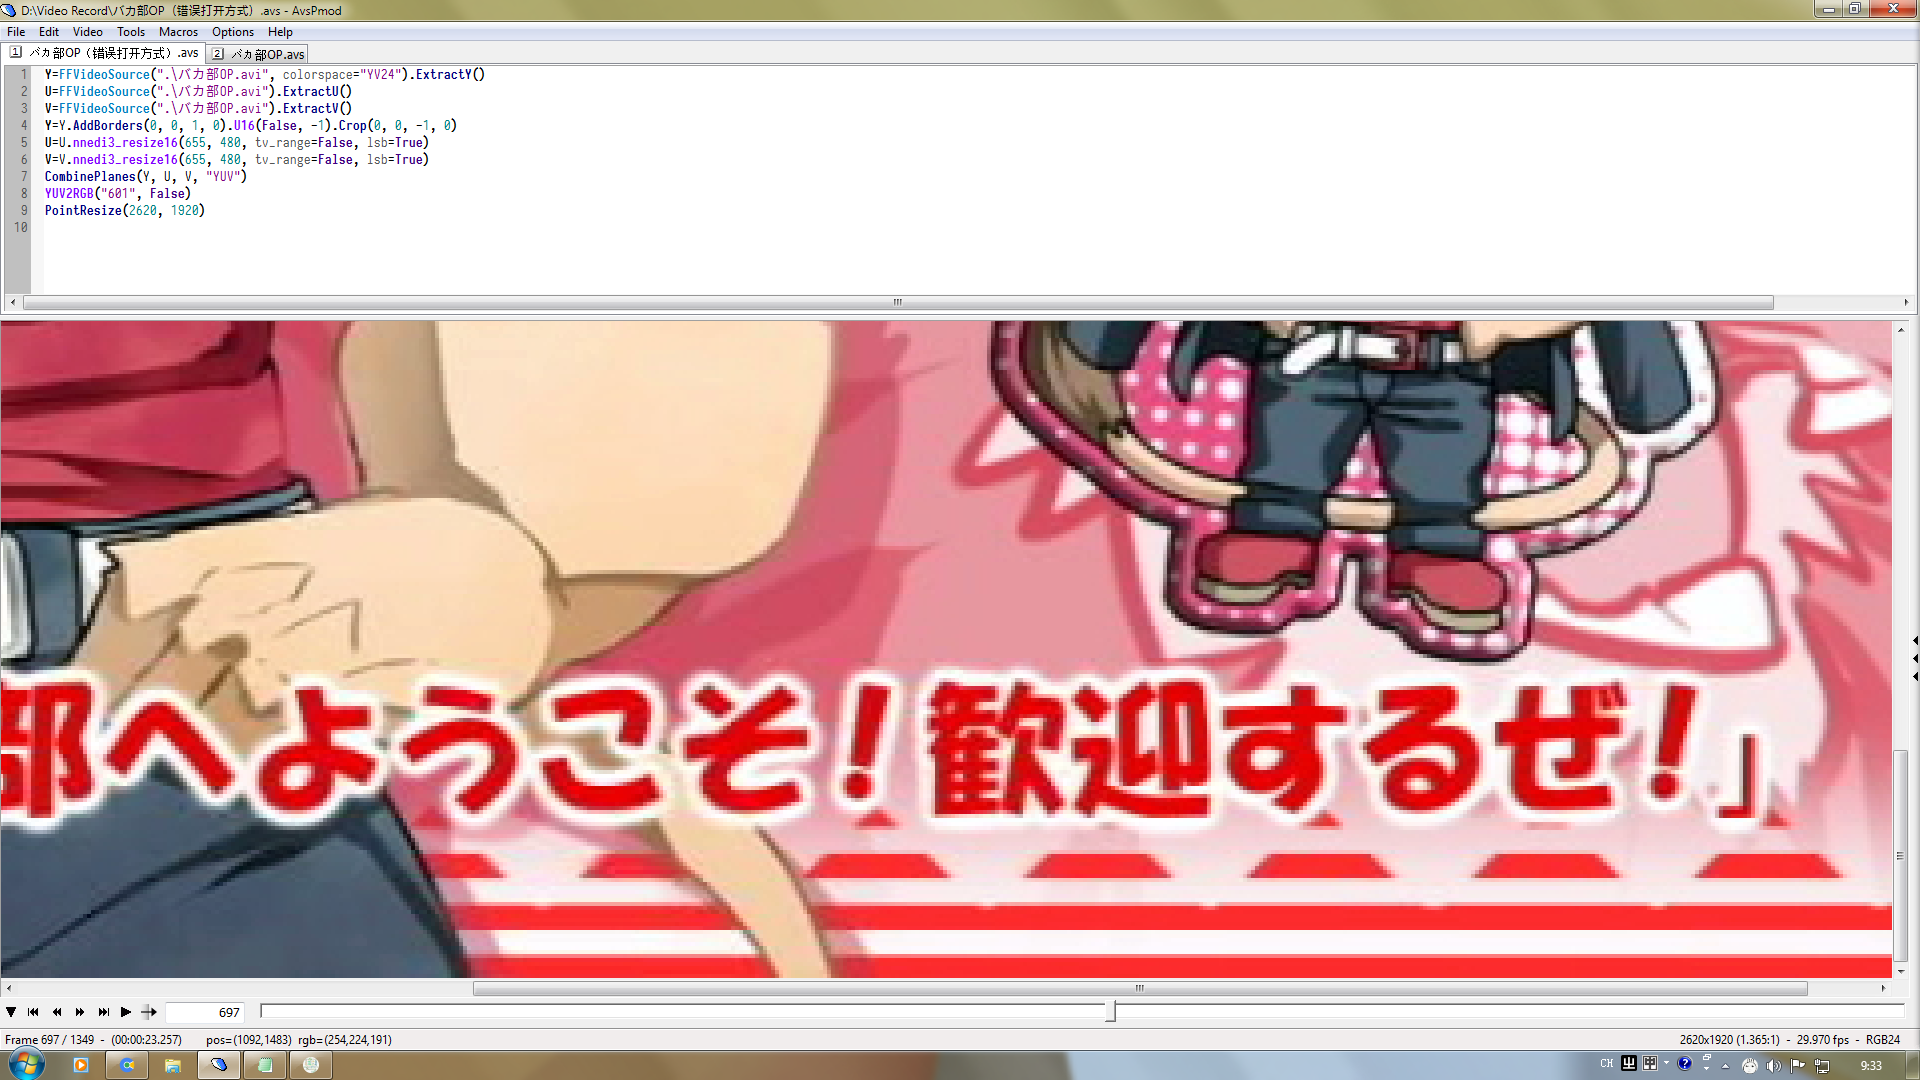 D:\Video Record\バカ部OP（错误打开方式）.avs - AvsPmod
File Edit Video Tools Macros Options Help
1 バカ部OP（错误打开方式）.avs 2 バカ部OP.avs
1 Y=FFVideoSource(".\バカ部OP.avi", colorspace="YV24").ExtractY()
2 U=FFVideoSource(".\バカ部OP.avi").ExtractU()
3 V=FFVideoSource(".\バカ部OP.avi").ExtractV()
4 Y=Y.AddBorders(0, 0, 1, 0).U16(False, -1).Crop(0, 0, -1, 0)
5 U=U.nnedi3_resize16(655, 480, tv_range=False, lsb=True)
6 V=V.nnedi3_resize16(655, 480, tv_range=False, lsb=True)
7 CombinePlanes(Y, U, V, "YUV")
8 YUV2RGB("601", False)
9 PointResize(2620, 1920)
10
部へようこそ！歓迎するぜ！」
697
Frame 697 / 1349 - (00:00:23.257) pos=(1092,1483) rgb=(254,224,191) 2620x1920 (1.365:1) - 29.970 fps - RGB24
CH 9:33